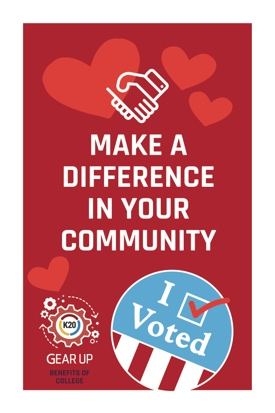 MAKE A
DIFFERENCE
IN YOUR
COMMUNITY
I
Voted
K20
GEAR UP
BENEFITS OF
COLLEGE